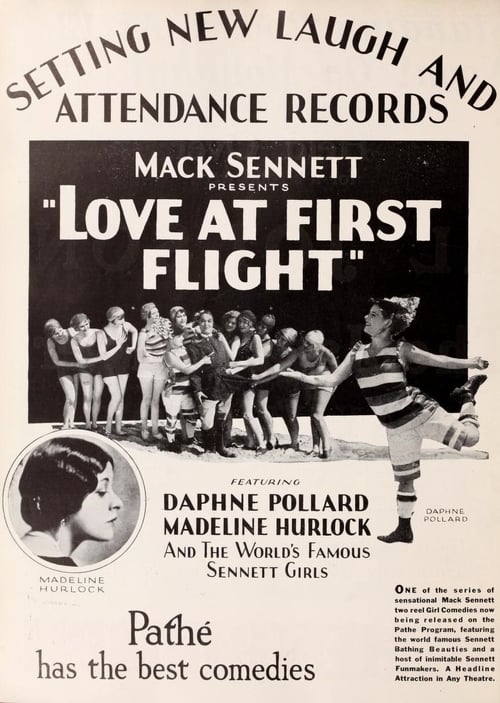 SETTING NEW LAUGH AND
ATTENDANCE RECORDS
MACK SENNETT
PRESENTS
"LOVE AT FIRST
FLIGHT"
FEATURING
DAPHNE POLLARD
MADELINE HURLOCK
AND THE WORLD'S FAMOUS
SENNETT GIRLS
DAPHNE
POLLARD
MADELINE
HURLOCK
Pathé
has the best comedies
ONE of the series of
sensational Mack Sennett
two reel Girl Comedies now
being released on the
Pathe Program, featuring
the world famous Sennett
Bathing Beauties and a
host of inimitable Sennett
Funmakers. A Headline
Attraction in Any Theatre.